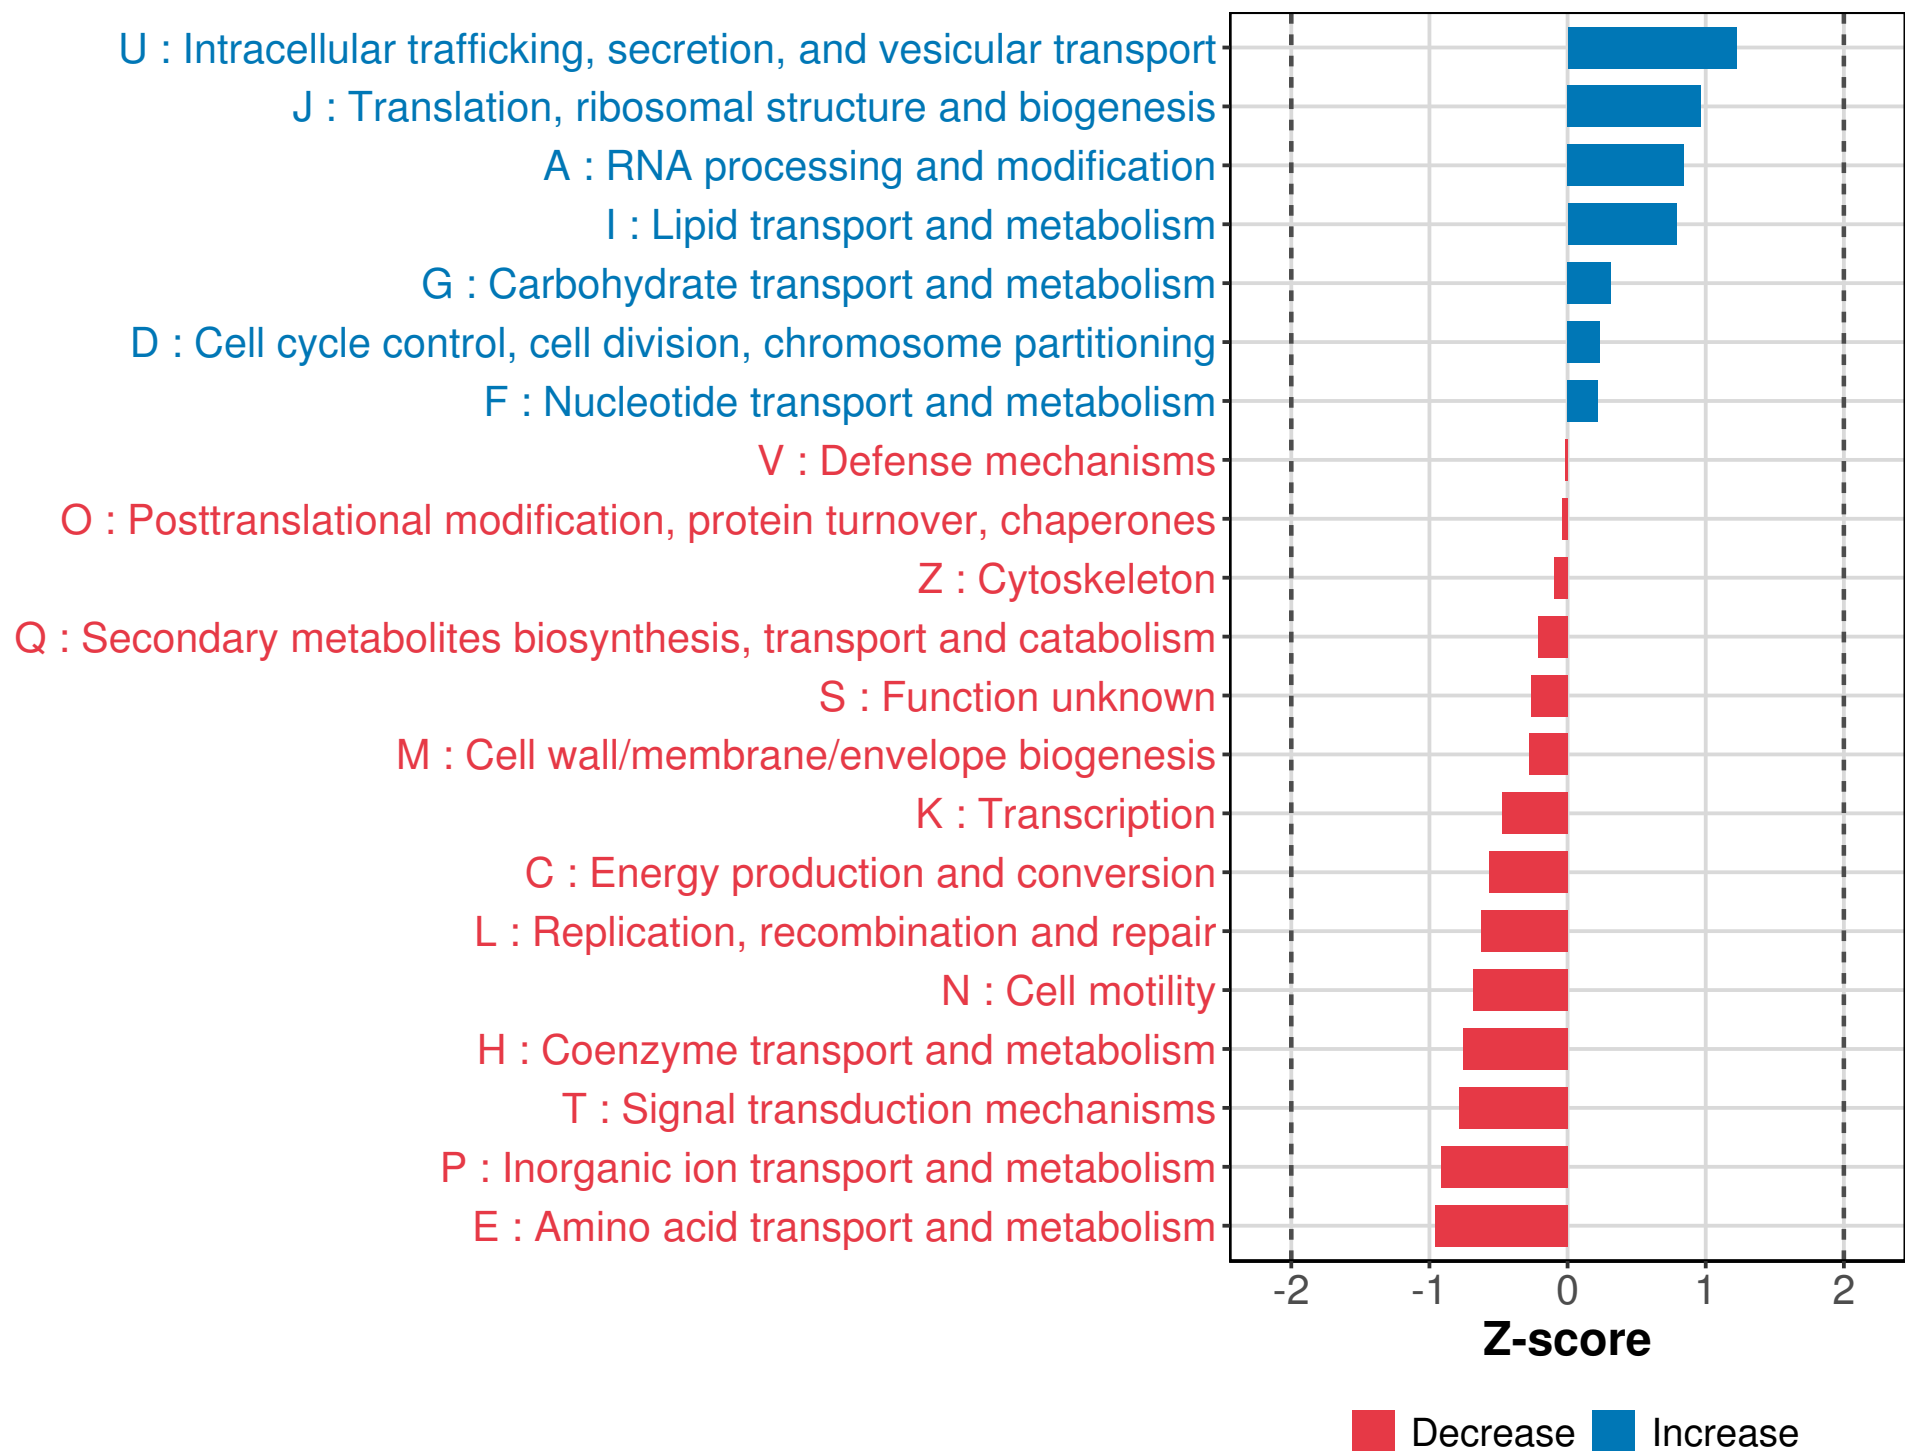 U : Intracellular trafficking, secretion, and vesicular transport
J : Translation, ribosomal structure and biogenesis
A : RNA processing and modification
I : Lipid transport and metabolism
G : Carbohydrate transport and metabolism
D : Cell cycle control, cell division, chromosome partitioning
F : Nucleotide transport and metabolism
V : Defense mechanisms
O : Posttranslational modification, protein turnover, chaperones
Z : Cytoskeleton
Q : Secondary metabolites biosynthesis, transport and catabolism
S : Function unknown
M : Cell wall/membrane/envelope biogenesis
K : Transcription
C : Energy production and conversion
L : Replication, recombination and repair
N : Cell motility
H : Coenzyme transport and metabolism
T : Signal transduction mechanisms
P : Inorganic ion transport and metabolism
E : Amino acid transport and metabolism
-2 -1 0 1 2
Z-score
Decrease Increase